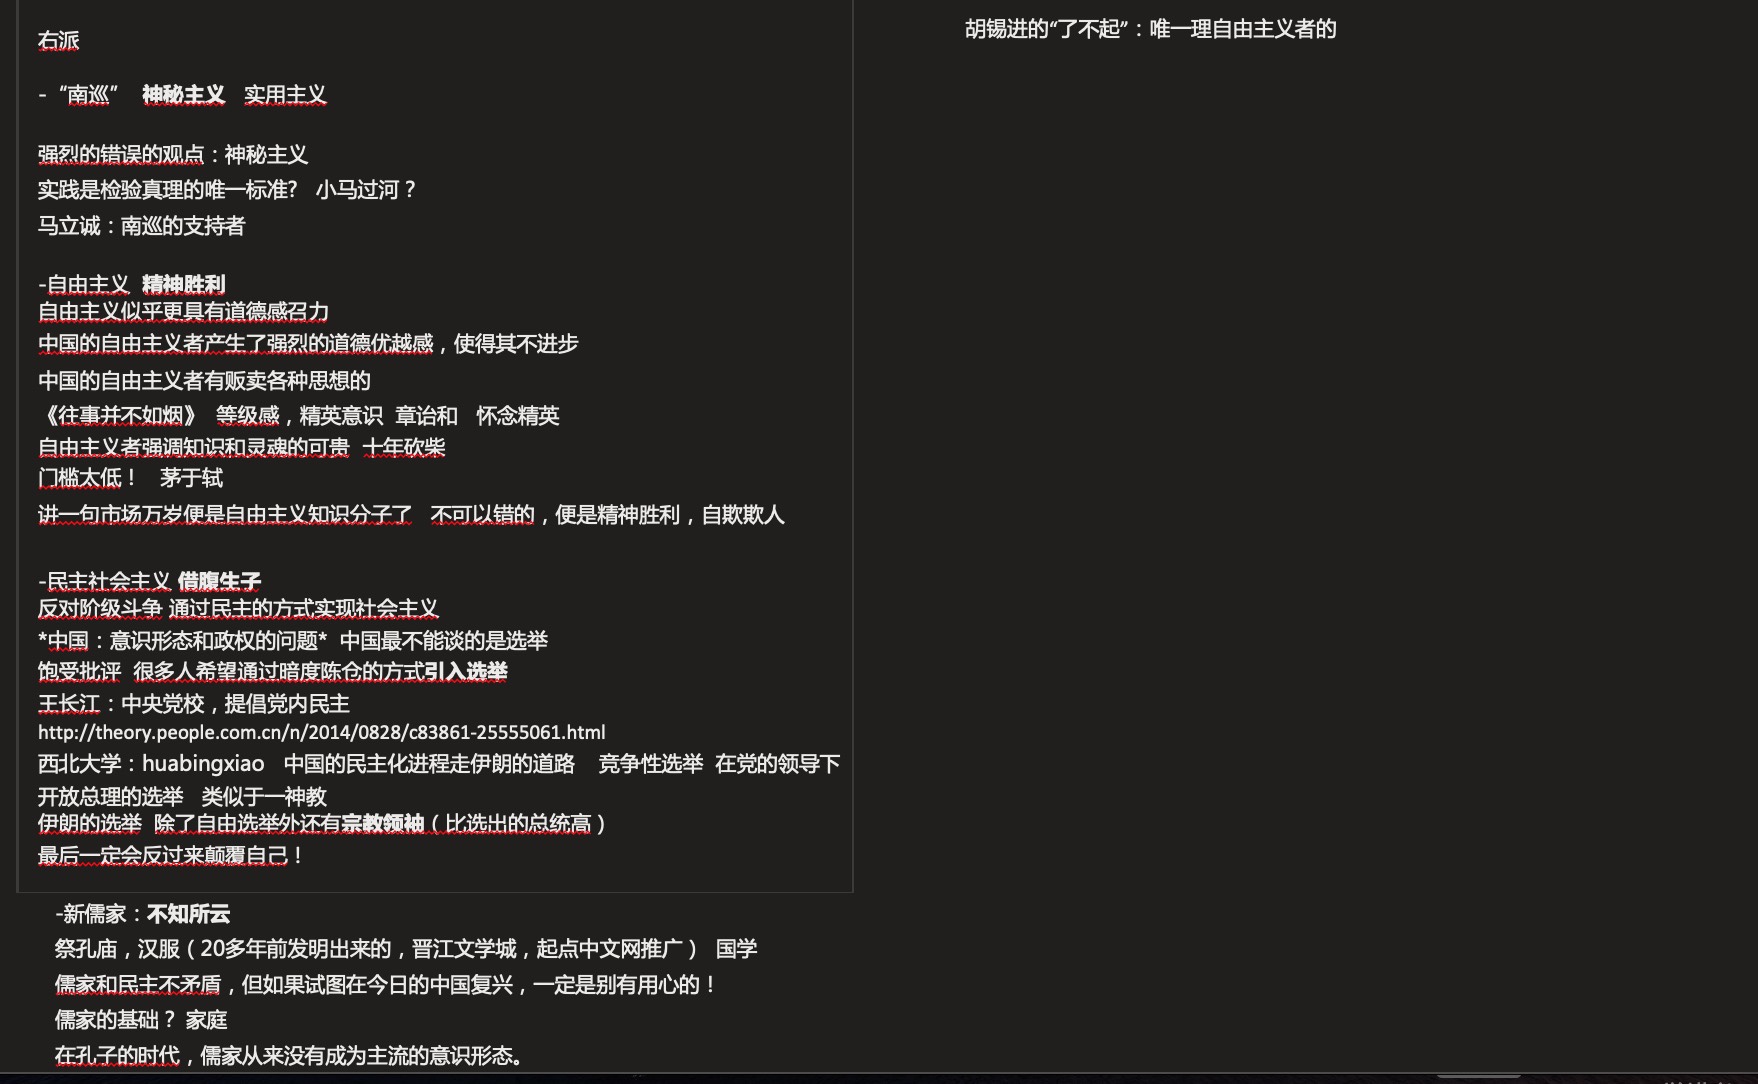 右派
- “南巡” 神秘主义 实用主义
强烈的错误的观点：神秘主义
实践是检验真理的唯一标准? 小马过河？
马立诚：南巡的支持者
-自由主义 精神胜利
自由主义似乎更具有道德感召力
中国的自由主义者产生了强烈的道德优越感，使得其不进步
中国的自由主义者有贩卖各种思想的
《往事并不如烟》 等级感，精英意识 章诒和 怀念精英
自由主义者强调知识和灵魂的可贵 十年砍柴
门槛太低！ 茅于轼
讲一句市场万岁便是自由主义知识分子了 不可以错的，便是精神胜利，自欺欺人
-民主社会主义 借腹生子
反对阶级斗争 通过民主的方式实现社会主义
*中国：意识形态和政权的问题* 中国最不能谈的是选举
饱受批评 很多人希望通过暗度陈仓的方式引入选举
王长江：中央党校，提倡党内民主
http://theory.people.com.cn/n/2014/0828/c83861-25555061.html
西北大学：huabingxiao 中国的民主化进程走伊朗的道路 竞争性选举 在党的领导下
开放总理的选举 类似于一神教
伊朗的选举 除了自由选举外还有宗教领袖（比选出的总统高）
最后一定会反过来颠覆自己！
-新儒家：不知所云
祭孔庙，汉服（20多年前发明出来的，晋江文学城，起点中文网推广） 国学
儒家和民主不矛盾，但如果试图在今日的中国复兴，一定是别有用心的！
儒家的基础？ 家庭
在孔子的时代，儒家从来没有成为主流的意识形态。
胡锡进的“了不起”：唯一理自由主义者的